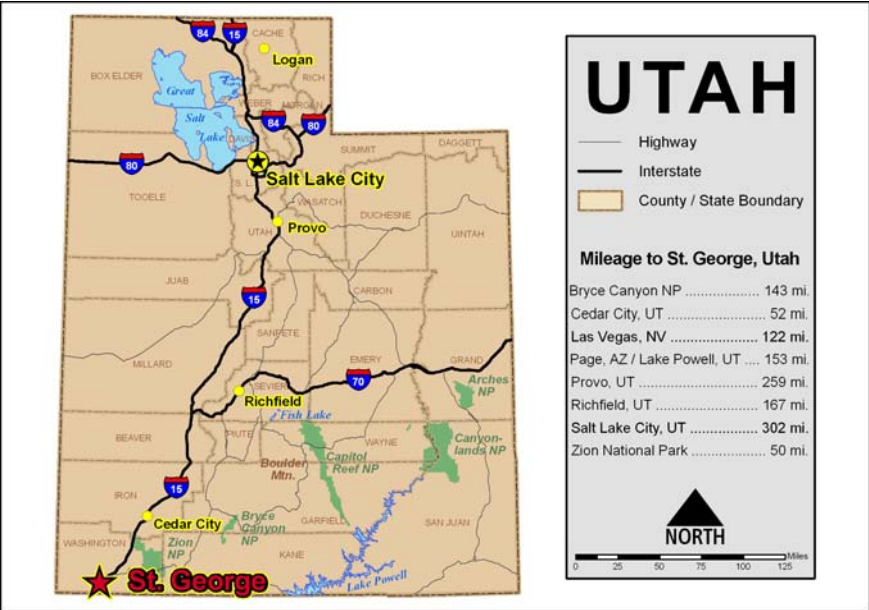 84
15
CACHE
Logan
BOX ELDER
RICH
Great
Salt
Lake
WEBER
MORGAN
84
80
DAVIS
SUMMIT
DAGGETT
80
Salt Lake City
S. L.
TOOELE
WASATCH
DUCHESNE
UTAH
Provo
UINTAH
JUAB
15
CARBON
SANPETE
MILLARD
EMERY
GRAND
70
SEVIER
Arches
NP
Richfield
Fish Lake
BEAVER
PIUTE
WAYNE
Canyon-
lands NP
Capitol
Reef NP
Boulder
Mtn.
15
IRON
Cedar City
Bryce
Canyon
NP
GARFIELD
SAN JUAN
WASHINGTON
Zion
NP
KANE
Lake Powell
St. George
UTAH
Highway
Interstate
County / State Boundary
Mileage to St. George, Utah
Bryce Canyon NP .................... 143 mi.
Cedar City, UT ........................ 52 mi.
Las Vegas, NV ....................... 122 mi.
Page, AZ / Lake Powell, UT .... 153 mi.
Provo, UT ............................... 259 mi.
Richfield, UT ........................... 167 mi.
Salt Lake City, UT .................. 302 mi.
Zion National Park .................. 50 mi.
NORTH
Miles
0 25 50 75 100 125